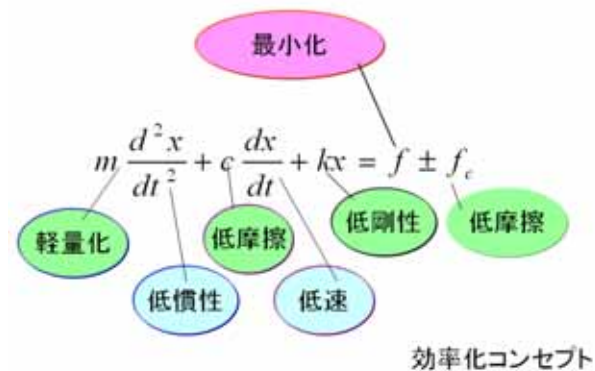 最小化
m d²x/dt² + c dx/dt + kx = f ± f_c
軽量化
低摩擦
低剛性
低摩擦
低慣性
低速
効率化コンセプト